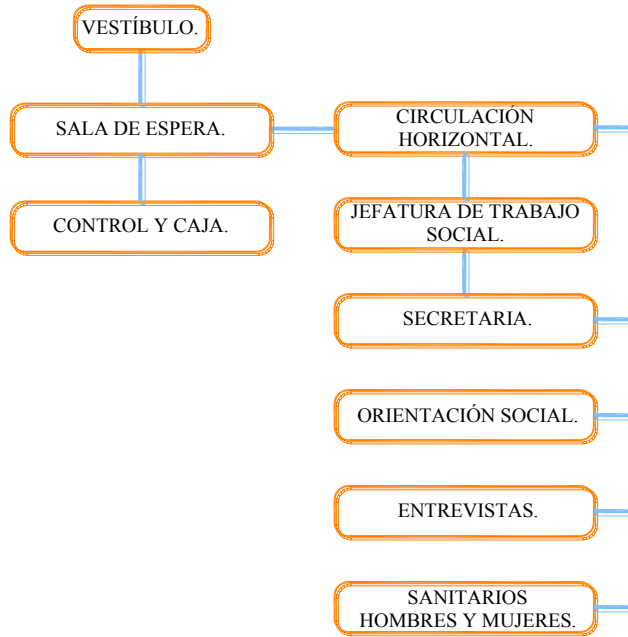 VESTÍBULO.
SALA DE ESPERA.
CIRCULACIÓN
HORIZONTAL.
CONTROL Y CAJA.
JEFATURA DE TRABAJO
SOCIAL.
SECRETARIA.
ORIENTACIÓN SOCIAL.
ENTREVISTAS.
SANITARIOS
HOMBRES Y MUJERES.